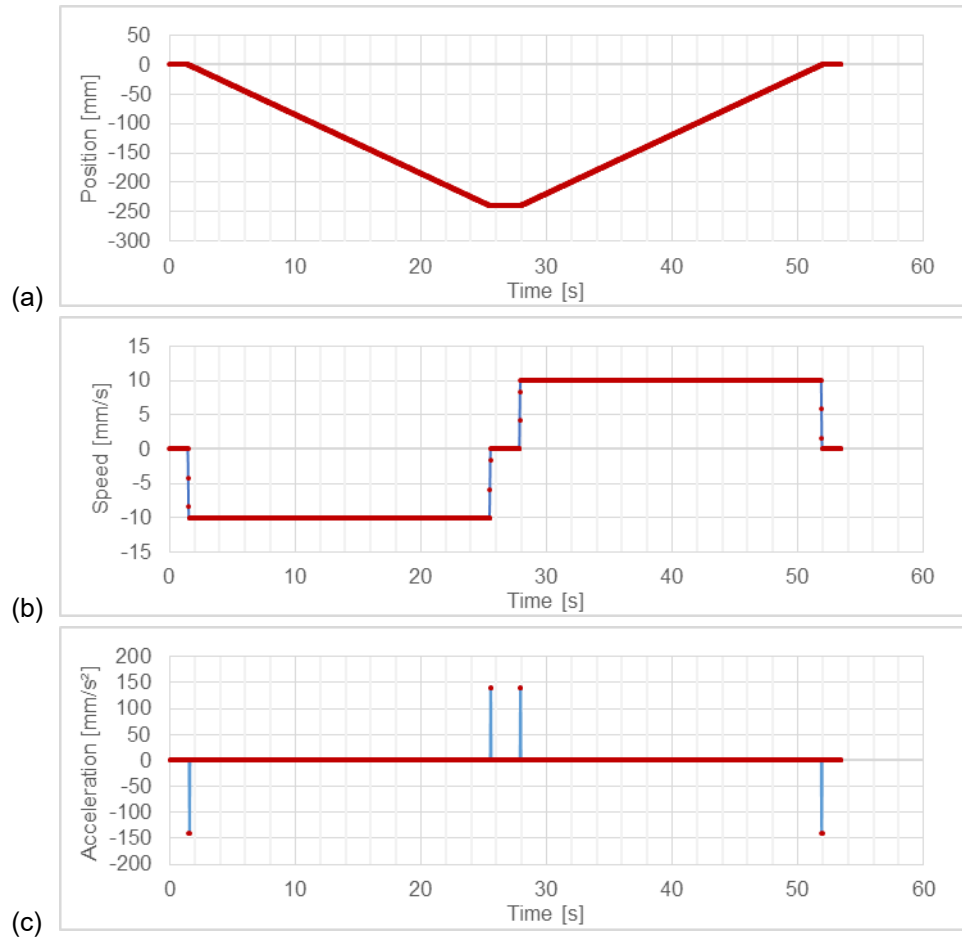 50
0
-50
-100
-150
-200
-250
-300
Position [mm]
0 10 20 30 40 50 60
Time [s]
(a)
15
10
5
0
-5
-10
-15
Speed [mm/s]
0 10 20 30 40 50 60
Time [s]
(b)
200
150
100
50
0
-50
-100
-150
-200
Acceleration [mm/s²]
0 10 20 30 40 50 60
Time [s]
(c)